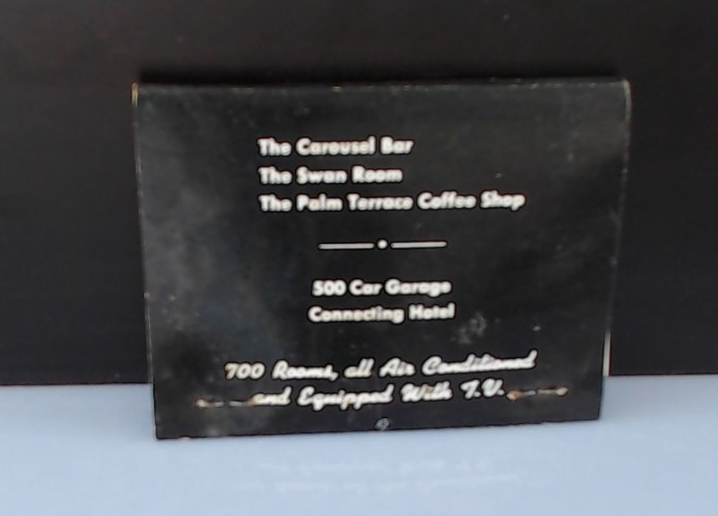 The Carousel Bar
The Swan Room
The Palm Terrace Coffee Shop
500 Car Garage
Connecting Hotel
700 Rooms, all Air Conditioned
and Equipped With T.V.